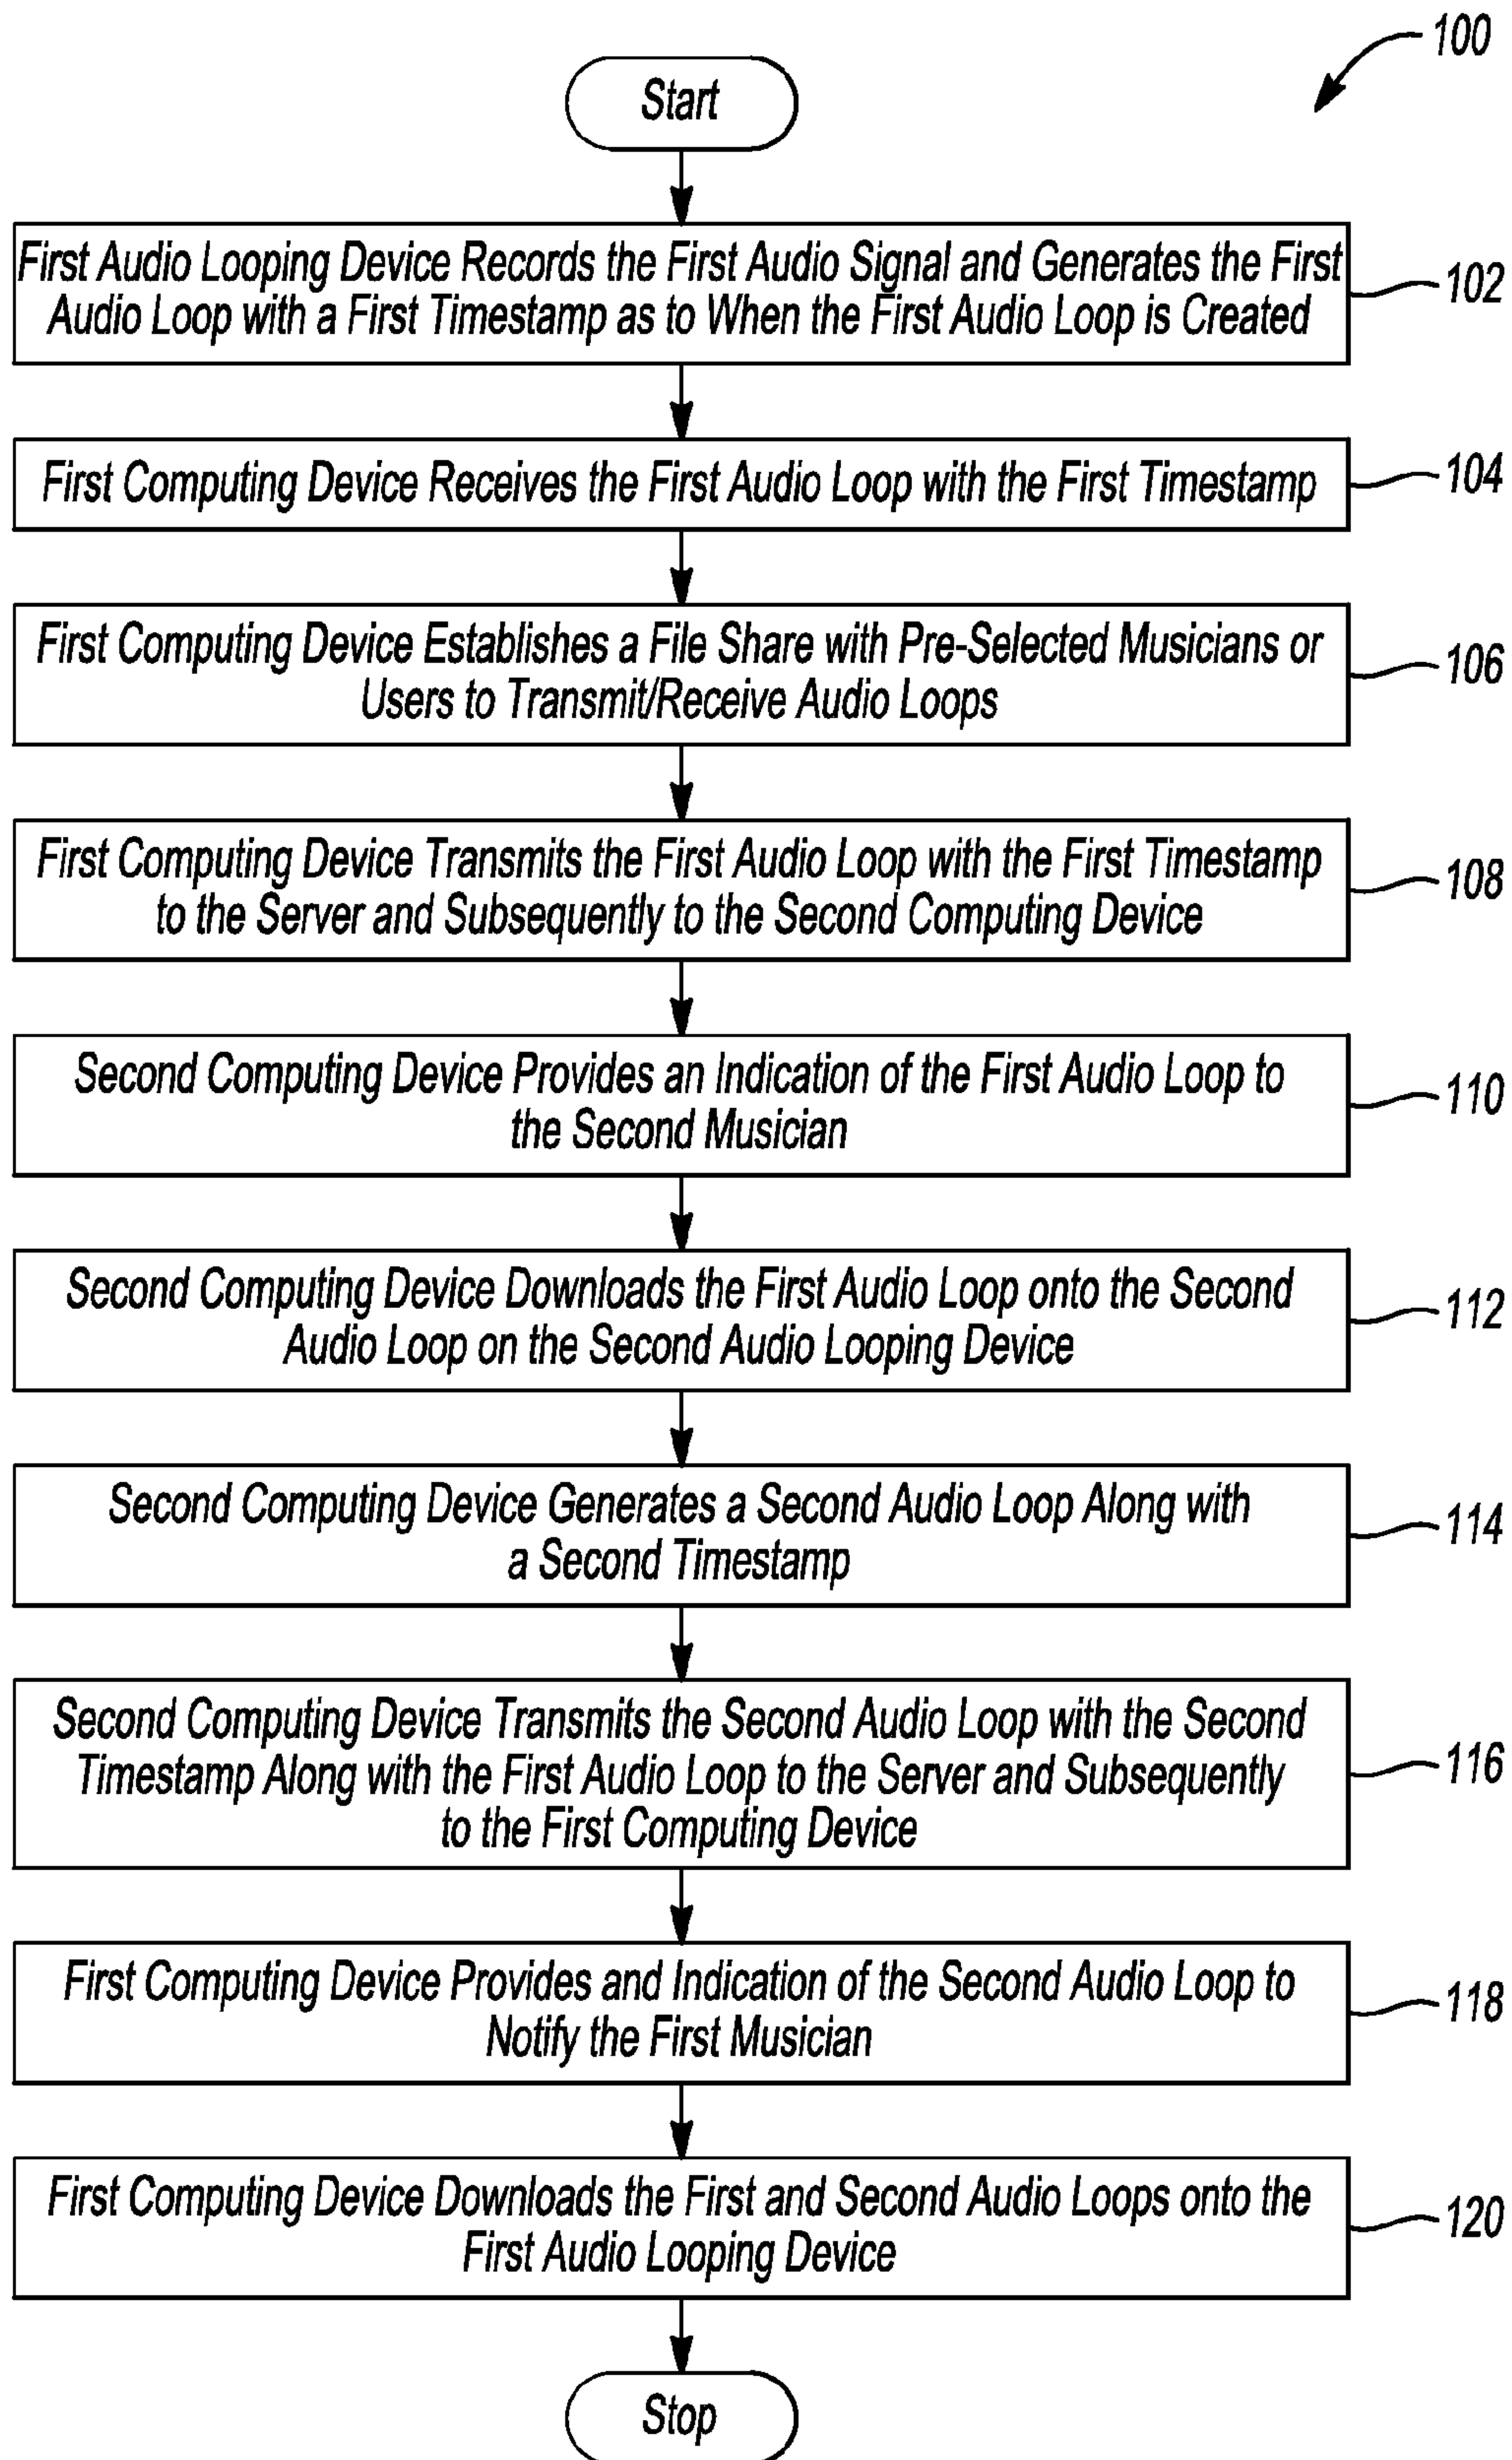 100
Start
First Audio Looping Device Records the First Audio Signal and Generates the First
Audio Loop with a First Timestamp as to When the First Audio Loop is Created
102
First Computing Device Receives the First Audio Loop with the First Timestamp
104
First Computing Device Establishes a File Share with Pre-Selected Musicians or
Users to Transmit/Receive Audio Loops
106
First Computing Device Transmits the First Audio Loop with the First Timestamp
to the Server and Subsequently to the Second Computing Device
108
Second Computing Device Provides an Indication of the First Audio Loop to
the Second Musician
110
Second Computing Device Downloads the First Audio Loop onto the Second
Audio Loop on the Second Audio Looping Device
112
Second Computing Device Generates a Second Audio Loop Along with
a Second Timestamp
114
Second Computing Device Transmits the Second Audio Loop with the Second
Timestamp Along with the First Audio Loop to the Server and Subsequently
to the First Computing Device
116
First Computing Device Provides and Indication of the Second Audio Loop to
Notify the First Musician
118
First Computing Device Downloads the First and Second Audio Loops onto the
First Audio Looping Device
120
Stop